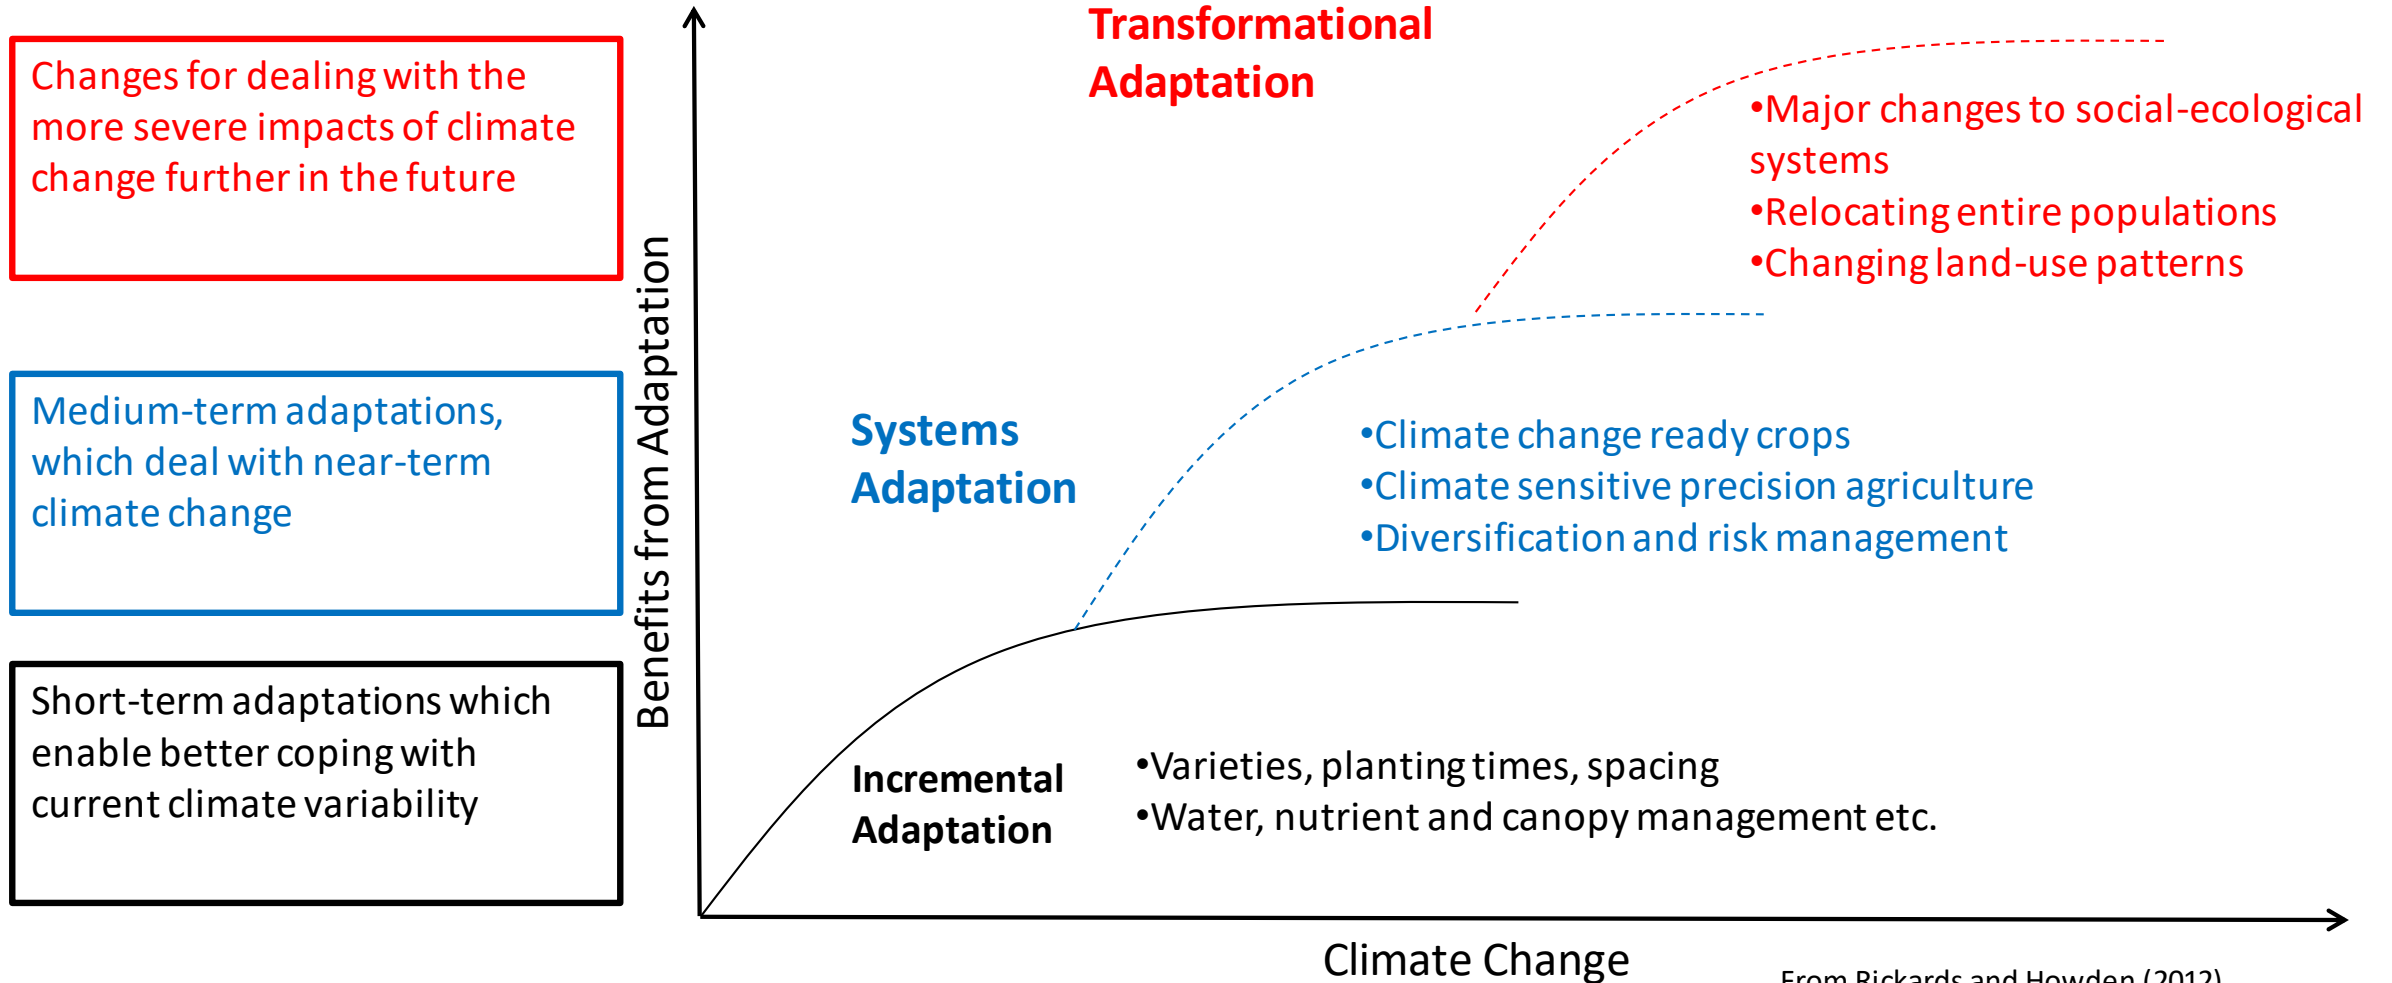 Changes for dealing with the
more severe impacts of climate
change further in the future
Medium-term adaptations,
which deal with near-term
climate change
Short-term adaptations which
enable better coping with
current climate variability
Benefits from Adaptation
Transformational
Adaptation
•Major changes to social-ecological
systems
•Relocating entire populations
•Changing land-use patterns
Systems
Adaptation
•Climate change ready crops
•Climate sensitive precision agriculture
•Diversification and risk management
Incremental
Adaptation
•Varieties, planting times, spacing
•Water, nutrient and canopy management etc.
Climate Change
From Rickards and Howden (2012)